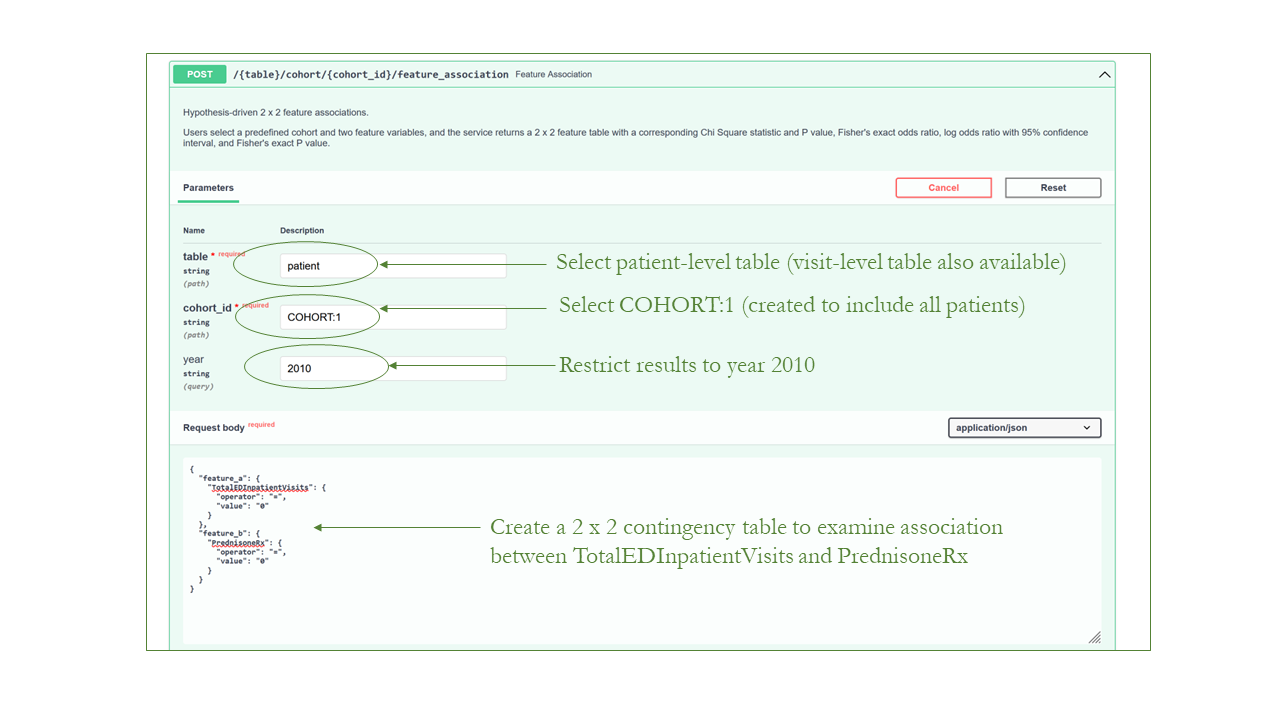 POST /{table}/cohort/{cohort_id}/feature_association Feature Association
Hypothesis-driven 2 x 2 feature associations.
Users select a predefined cohort and two feature variables, and the service returns a 2 x 2 feature table with a corresponding Chi Square statistic and P value, Fisher's exact odds ratio, log odds ratio with 95% confidence
interval, and Fisher's exact P value.
Parameters
Cancel
Reset
Name
Description
table * required
string
(path)
patient
Select patient-level table (visit-level table also available)
cohort_id * required
string
(path)
COHORT:1
Select COHORT:1 (created to include all patients)
year
string
(query)
2010
Restrict results to year 2010
Request body required
application/json
{
"feature_a": {
"TotalEDInpatientVisits": {
"operator": "=",
"value": "0"
}
},
"feature_b": {
"PrednisoneRx": {
"operator": "=",
"value": "0"
}
}
}
Create a 2 x 2 contingency table to examine association
between TotalEDInpatientVisits and PrednisoneRx